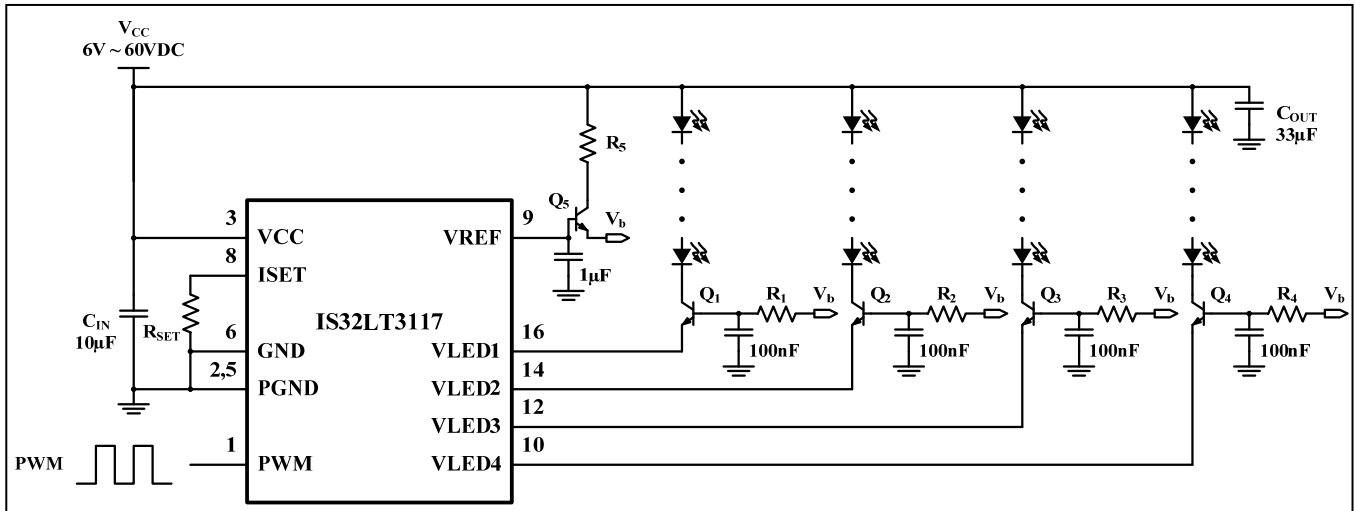 VCC
6V ~ 60VDC
COUT
33μF
R5
Q5
Vb
3
VCC
9
VREF
8
ISET
1μF
Q1
R1
Vb
Q2
R2
Vb
Q3
R3
Vb
Q4
R4
Vb
CIN
10μF
RSET
IS32LT3117
6
GND
16
VLED1
100nF
100nF
100nF
100nF
2,5
PGND
14
VLED2
12
VLED3
1
PWM
PWM
10
VLED4